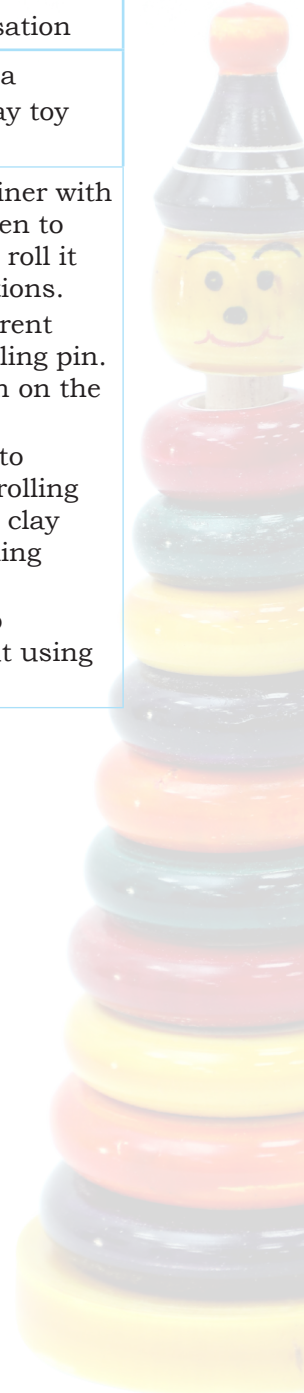 sation
a
ay toy
iner with
en to
roll it
ions.
rent
ling pin.
n on the
to
rolling
clay
ing
o
t using